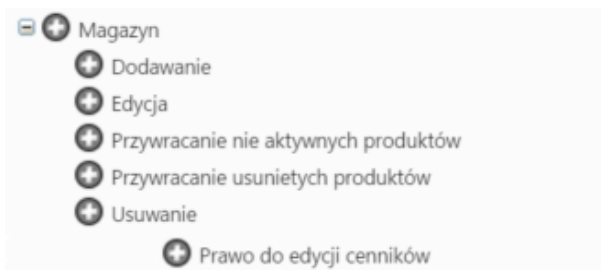 Magazyn
Dodawanie
Edycja
Przywracanie nie aktywnych produktów
Przywracanie usunietych produktów
Usuwanie
Prawo do edycji cenników